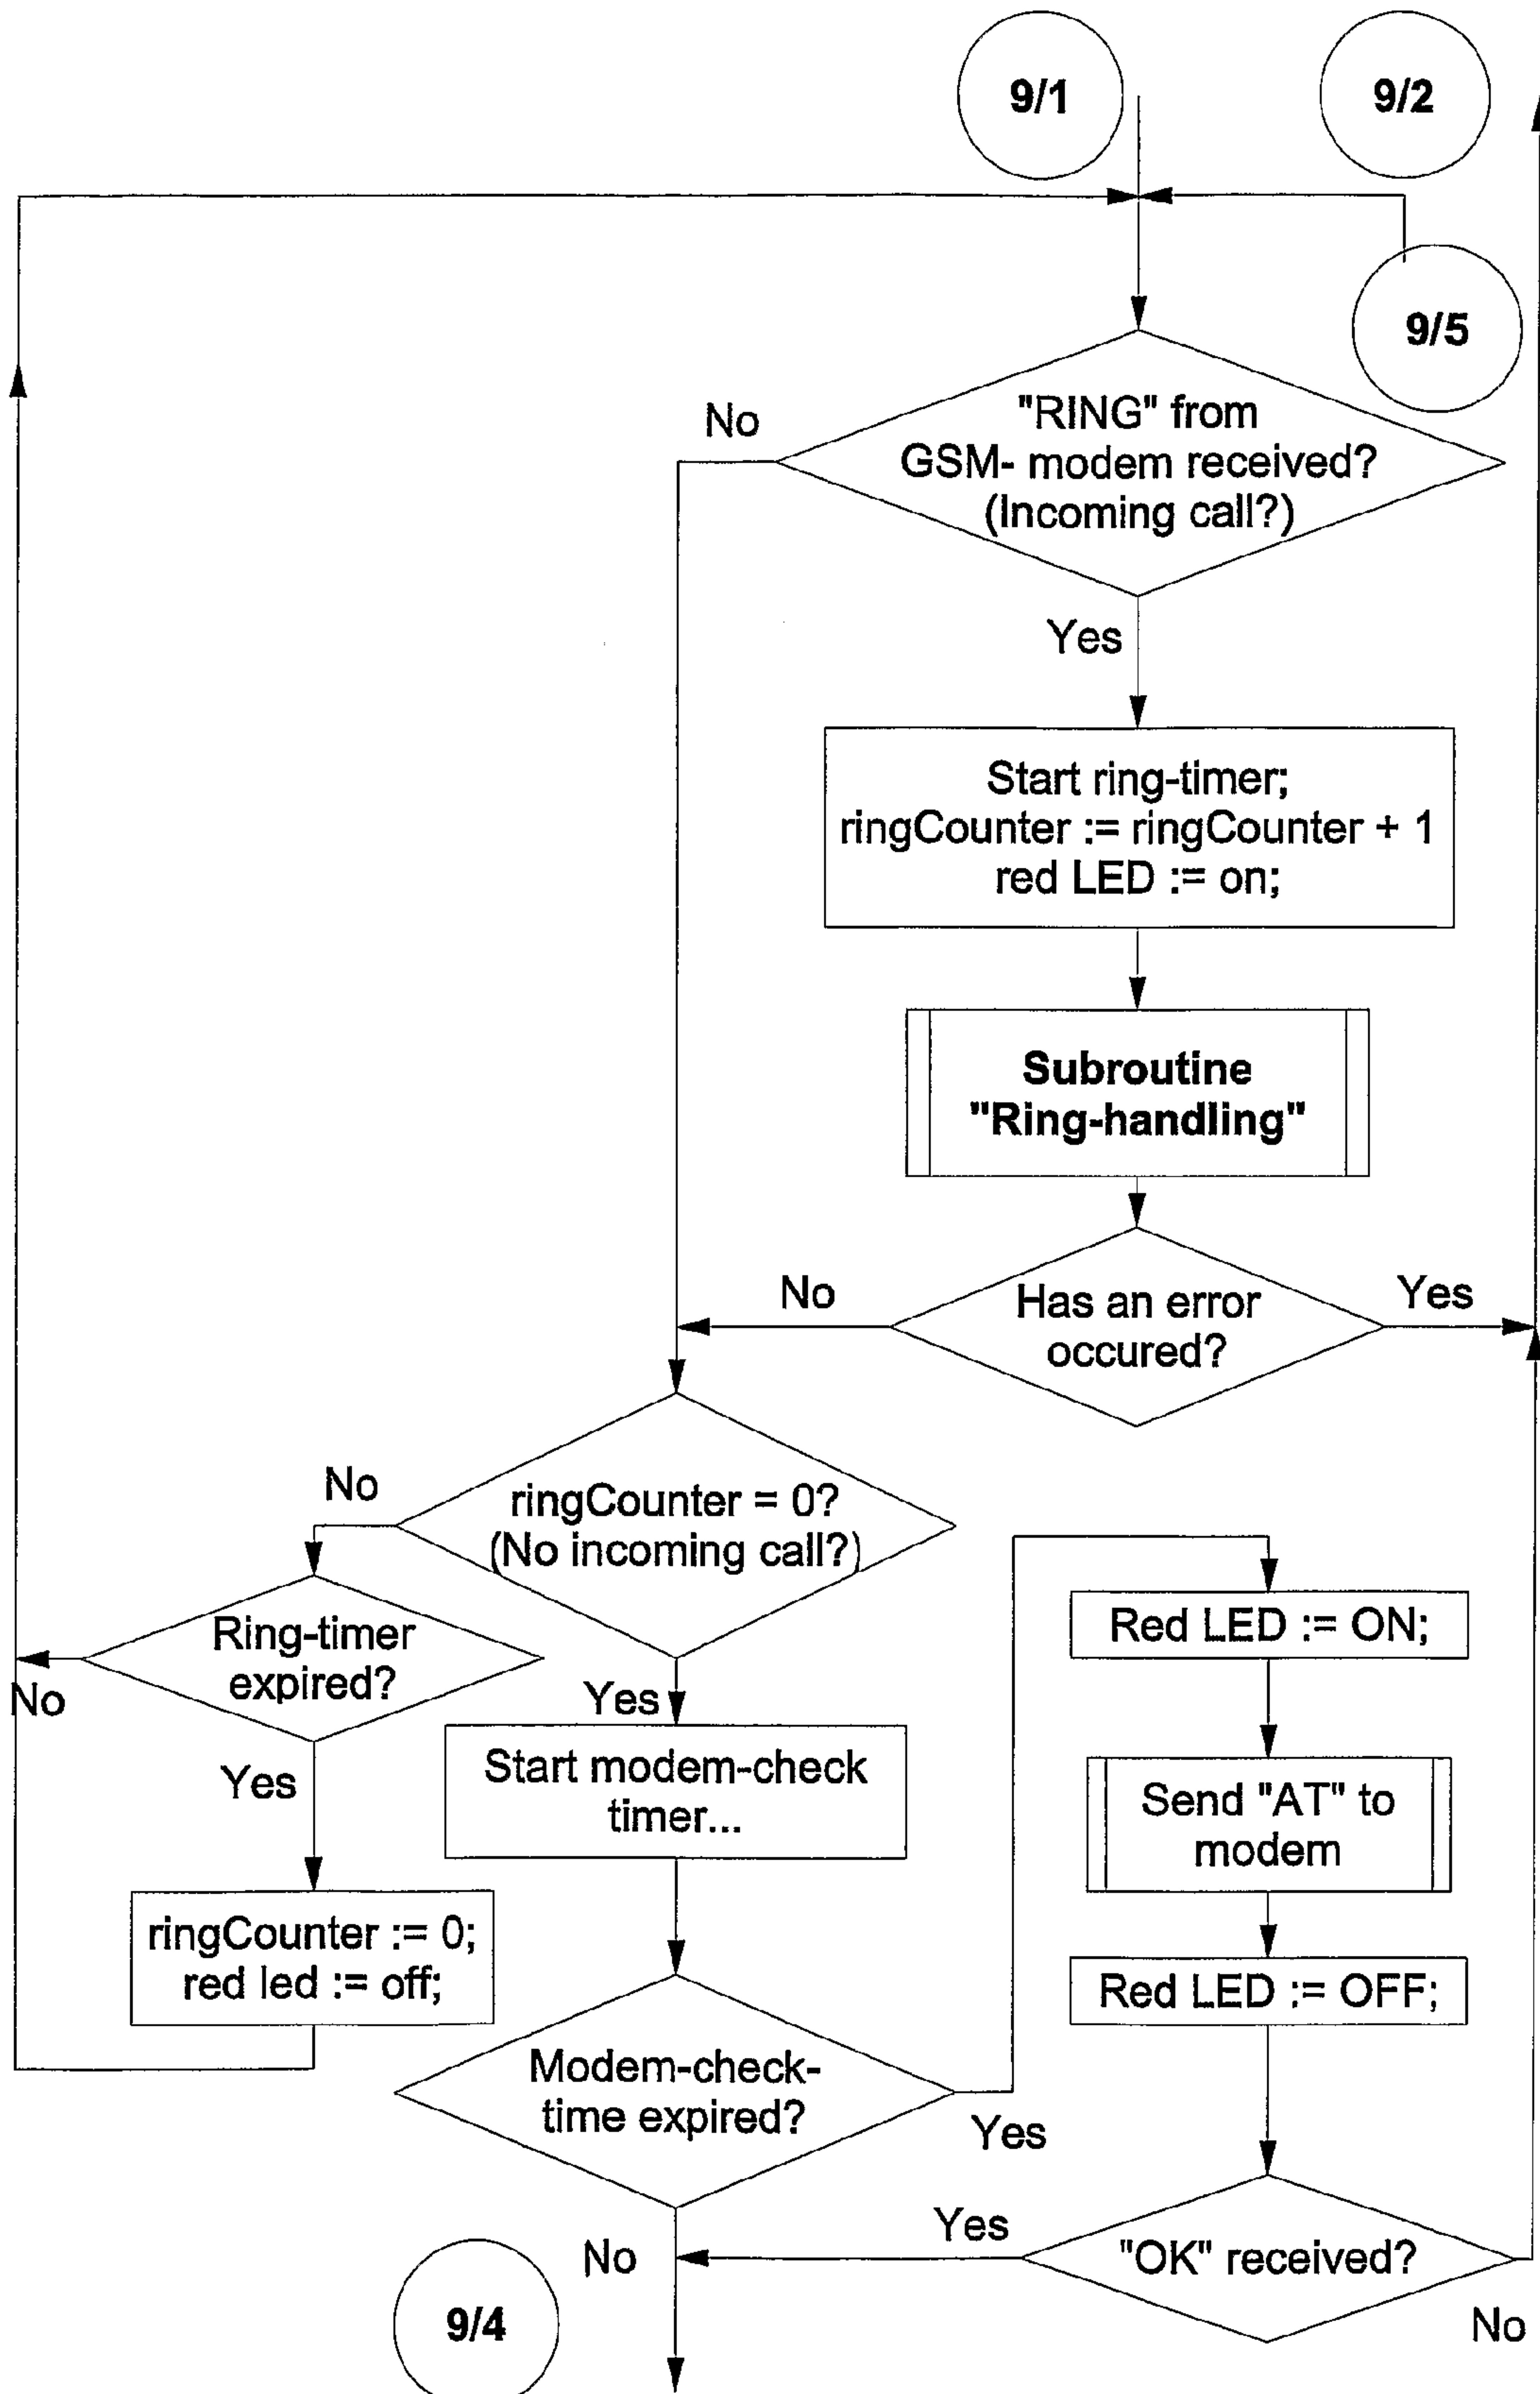 9/1
9/2
9/5
"RING" from
GSM- modem received?
(Incoming call?)
No
Yes
Start ring-timer;
ringCounter := ringCounter + 1
red LED := on;
Subroutine
"Ring-handling"
No
Has an error
occured?
Yes
No
ringCounter = 0?
(No incoming call?)
Ring-timer
expired?
No
Yes
Yes
Start modem-check
timer...
Red LED := ON;
Send "AT" to
modem
ringCounter := 0;
red led := off;
Red LED := OFF;
Modem-check-
time expired?
Yes
No
Yes
"OK" received?
No
9/4